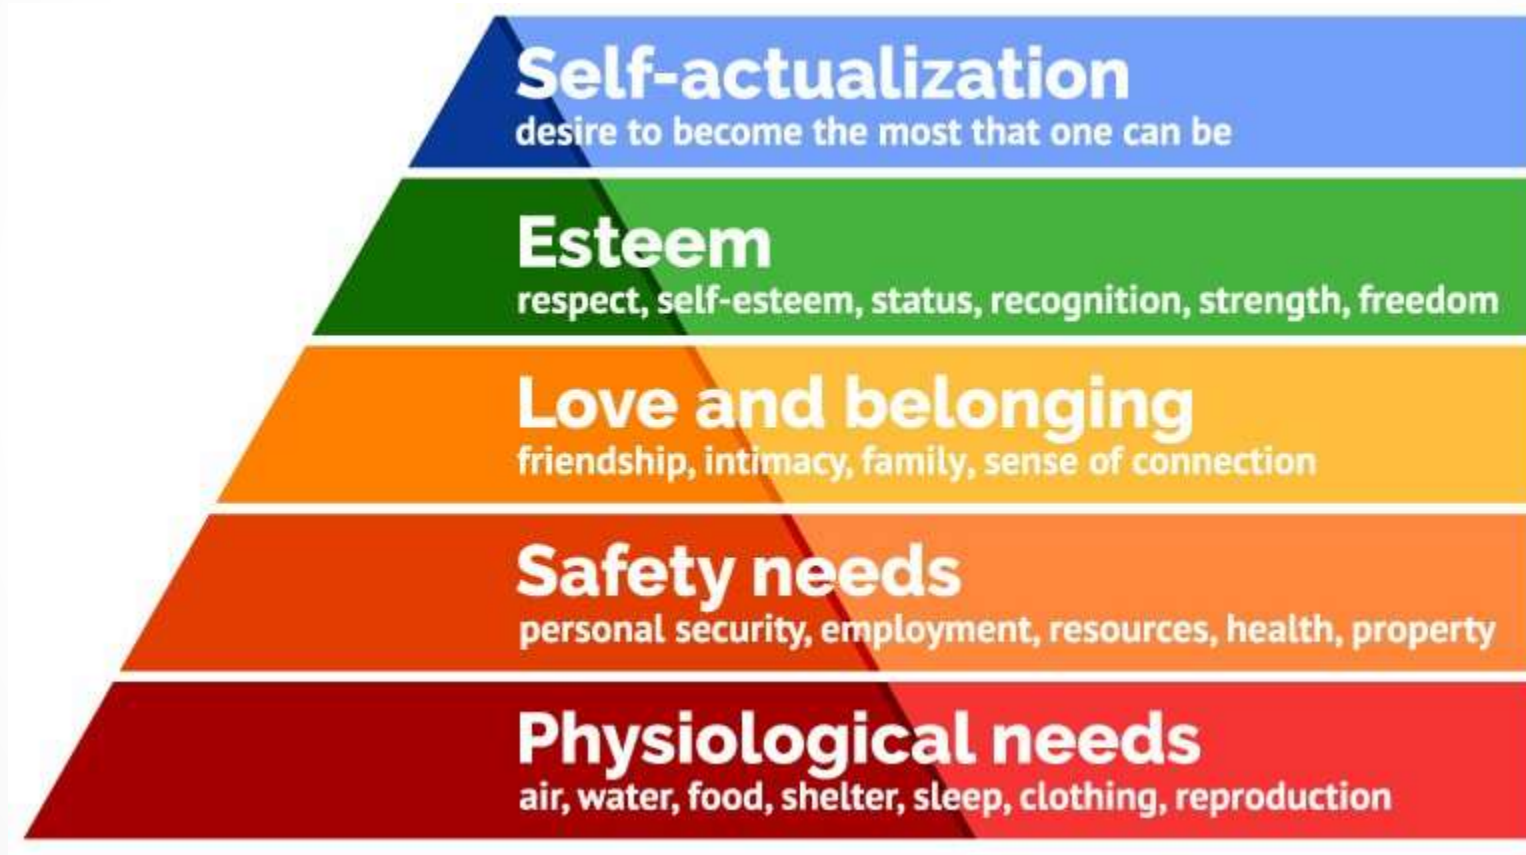 Self-actualization
desire to become the most that one can be
Esteem
respect, self-esteem, status, recognition, strength, freedom
Love and belonging
friendship, intimacy, family, sense of connection
Safety needs
personal security, employment, resources, health, property
Physiological needs
air, water, food, shelter, sleep, clothing, reproduction